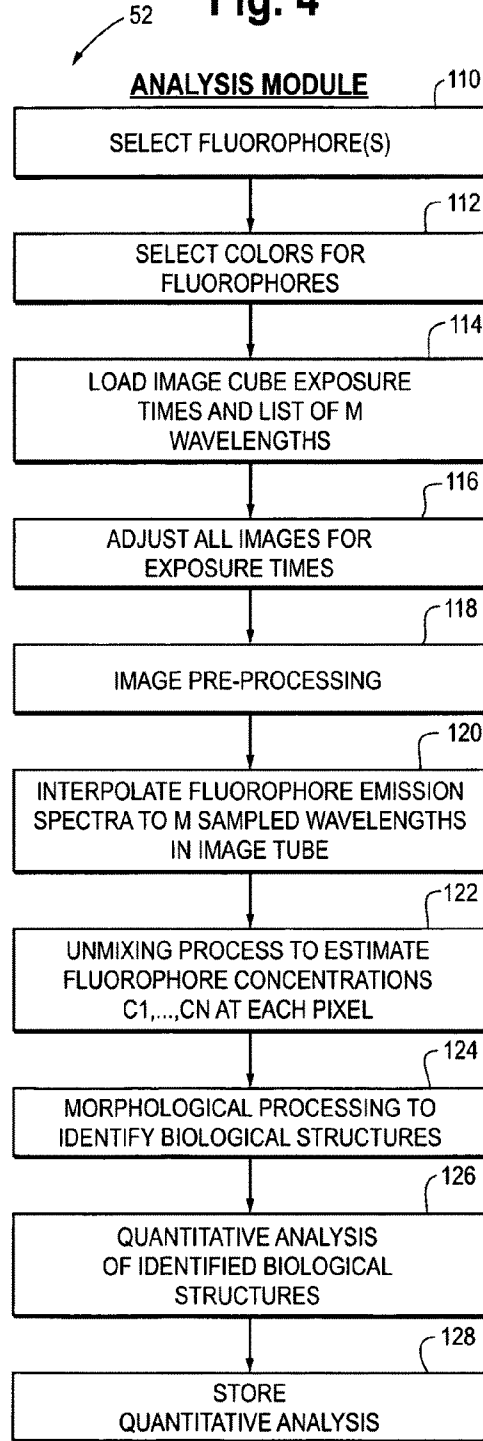 Fig. 4
52
ANALYSIS MODULE
110
SELECT FLUOROPHORE(S)
112
SELECT COLORS FOR
FLUOROPHORES
114
LOAD IMAGE CUBE EXPOSURE
TIMES AND LIST OF M
WAVELENGTHS
116
ADJUST ALL IMAGES FOR
EXPOSURE TIMES
118
IMAGE PRE-PROCESSING
120
INTERPOLATE FLUOROPHORE EMISSION
SPECTRA TO M SAMPLED WAVELENGTHS
IN IMAGE TUBE
122
UNMIXING PROCESS TO ESTIMATE
FLUOROPHORE CONCENTRATIONS
C1,...,CN AT EACH PIXEL
124
MORPHOLOGICAL PROCESSING TO
IDENTIFY BIOLOGICAL STRUCTURES
126
QUANTITATIVE ANALYSIS
OF IDENTIFIED BIOLOGICAL
STRUCTURES
128
STORE
QUANTITATIVE ANALYSIS